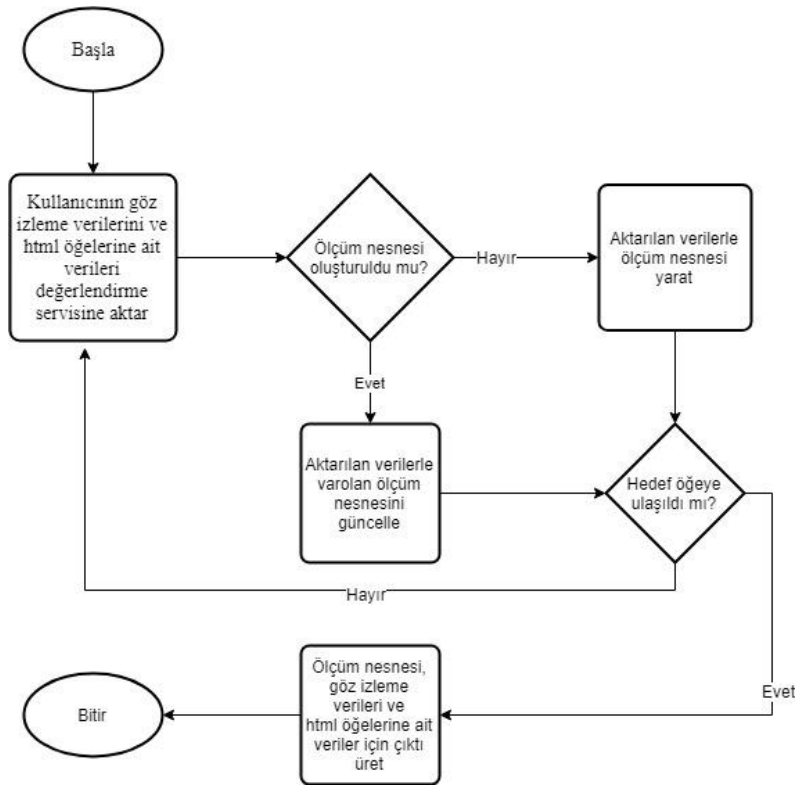 Başla
Kullanıcının göz
izleme verilerini ve
html öğelerine ait
verileri
değerlendirme
servisine aktar
Ölçüm nesnesi
oluşturuldu mu?
Hayır
Aktarılan verilerle
ölçüm nesnesi
yarat
Evet
Aktarılan verilerle
varolan ölçüm
nesnesini
güncelle
Hedef öğeye
ulaşıldı mı?
Hayır
Evet
Ölçüm nesnesi,
göz izleme
verileri ve
html öğelerine ait
veriler için çıktı
üret
Bitir